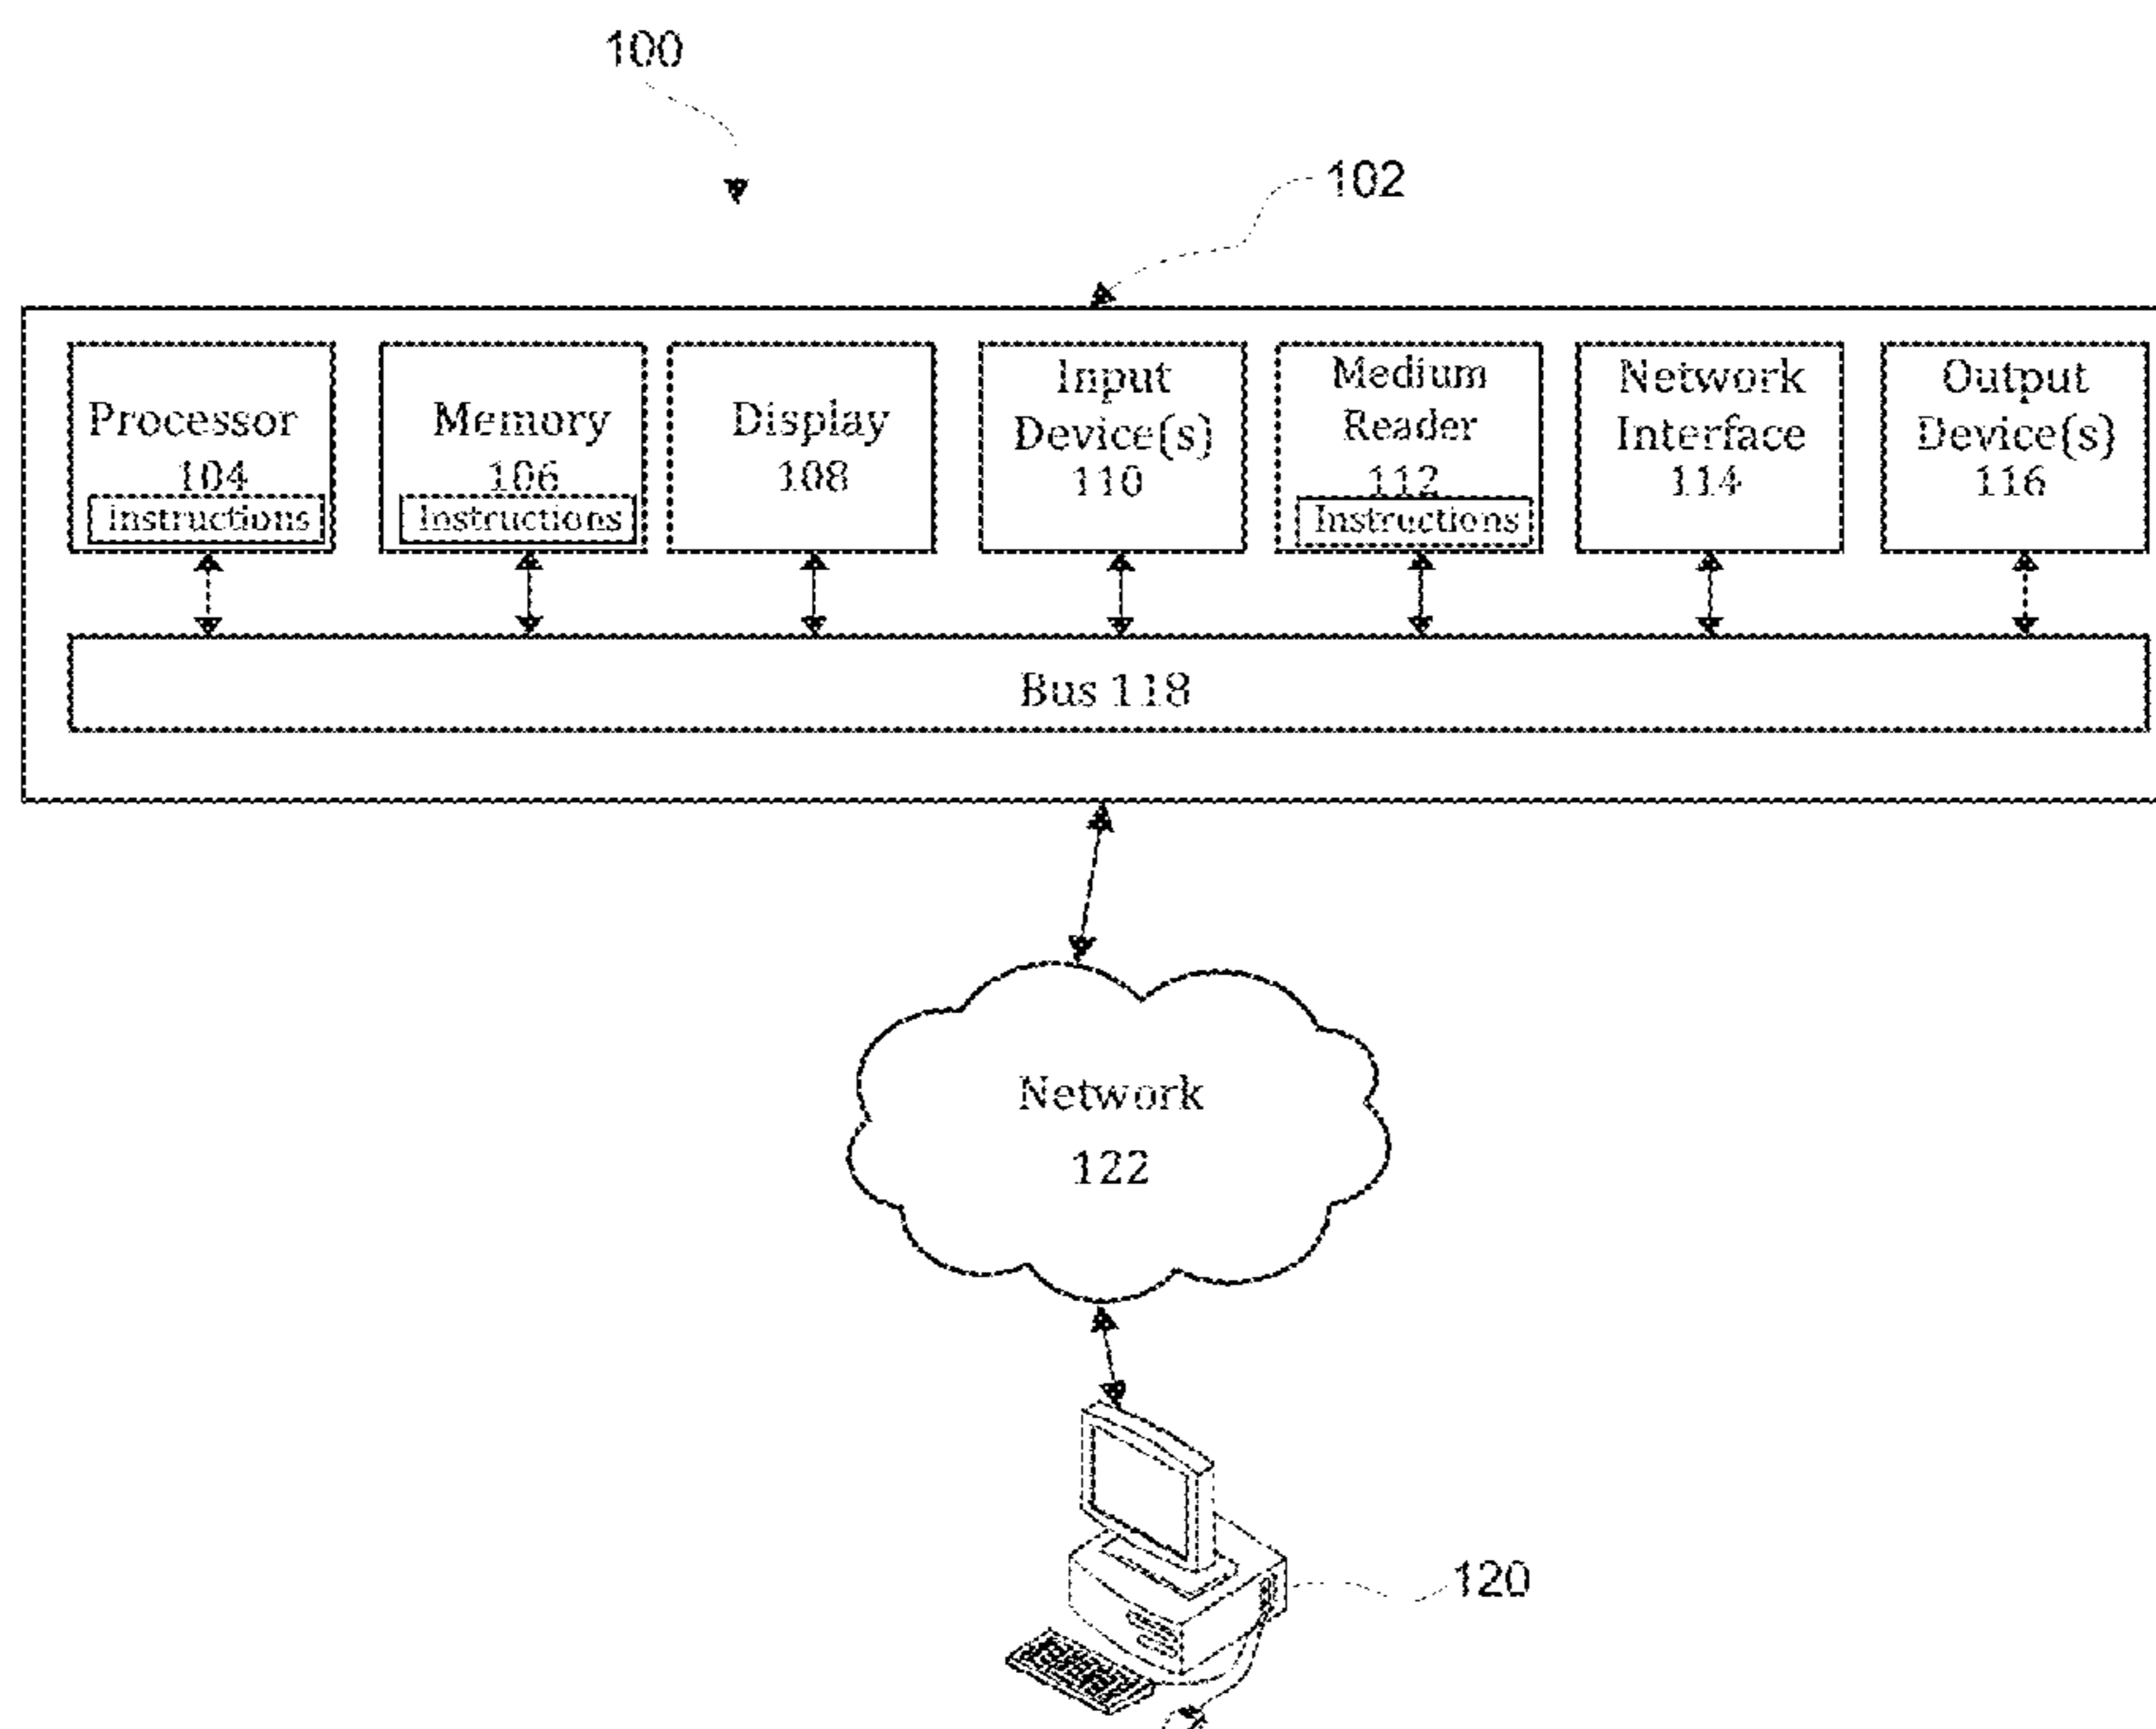 100
102
Processor
104
Instructions
Memory
106
Instructions
Display
108
Input
Device(s)
110
Medium
Reader
112
Instructions
Network
Interface
114
Output
Device(s)
116
Bus 118
Network
122
120